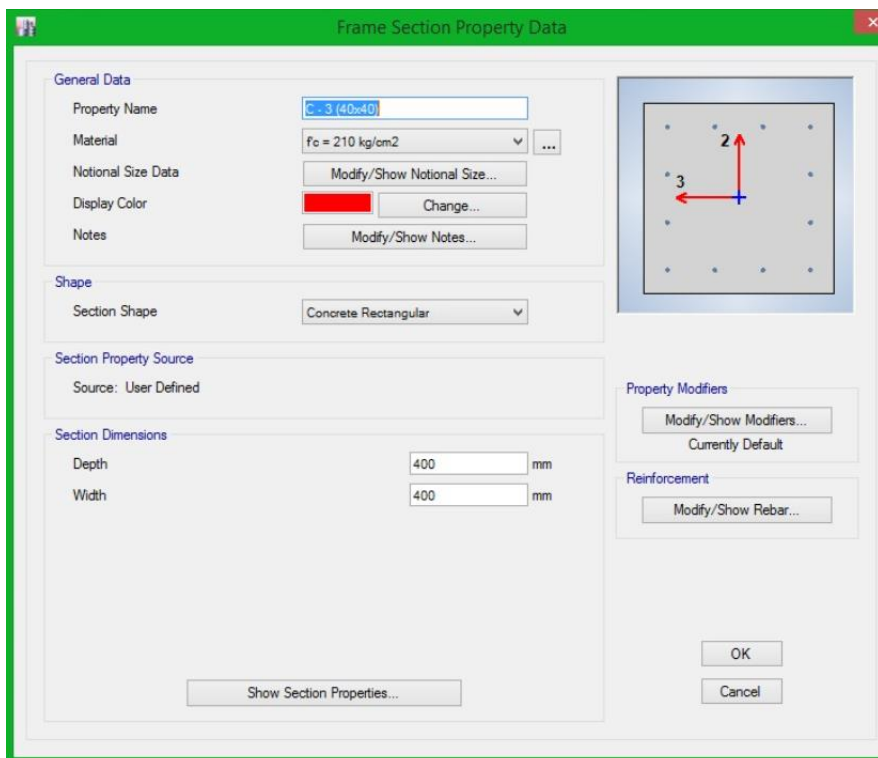 Frame Section Property Data
General Data
Property Name C - 3 (40x40)
Material f'c = 210 kg/cm2 ...
Notional Size Data Modify/Show Notional Size...
Display Color Change...
Notes Modify/Show Notes...
2
3
Shape
Section Shape Concrete Rectangular
Section Property Source
Source: User Defined
Section Dimensions
Depth 400 mm
Width 400 mm
Show Section Properties...
Property Modifiers
Modify/Show Modifiers...
Currently Default
Reinforcement
Modify/Show Rebar...
OK
Cancel